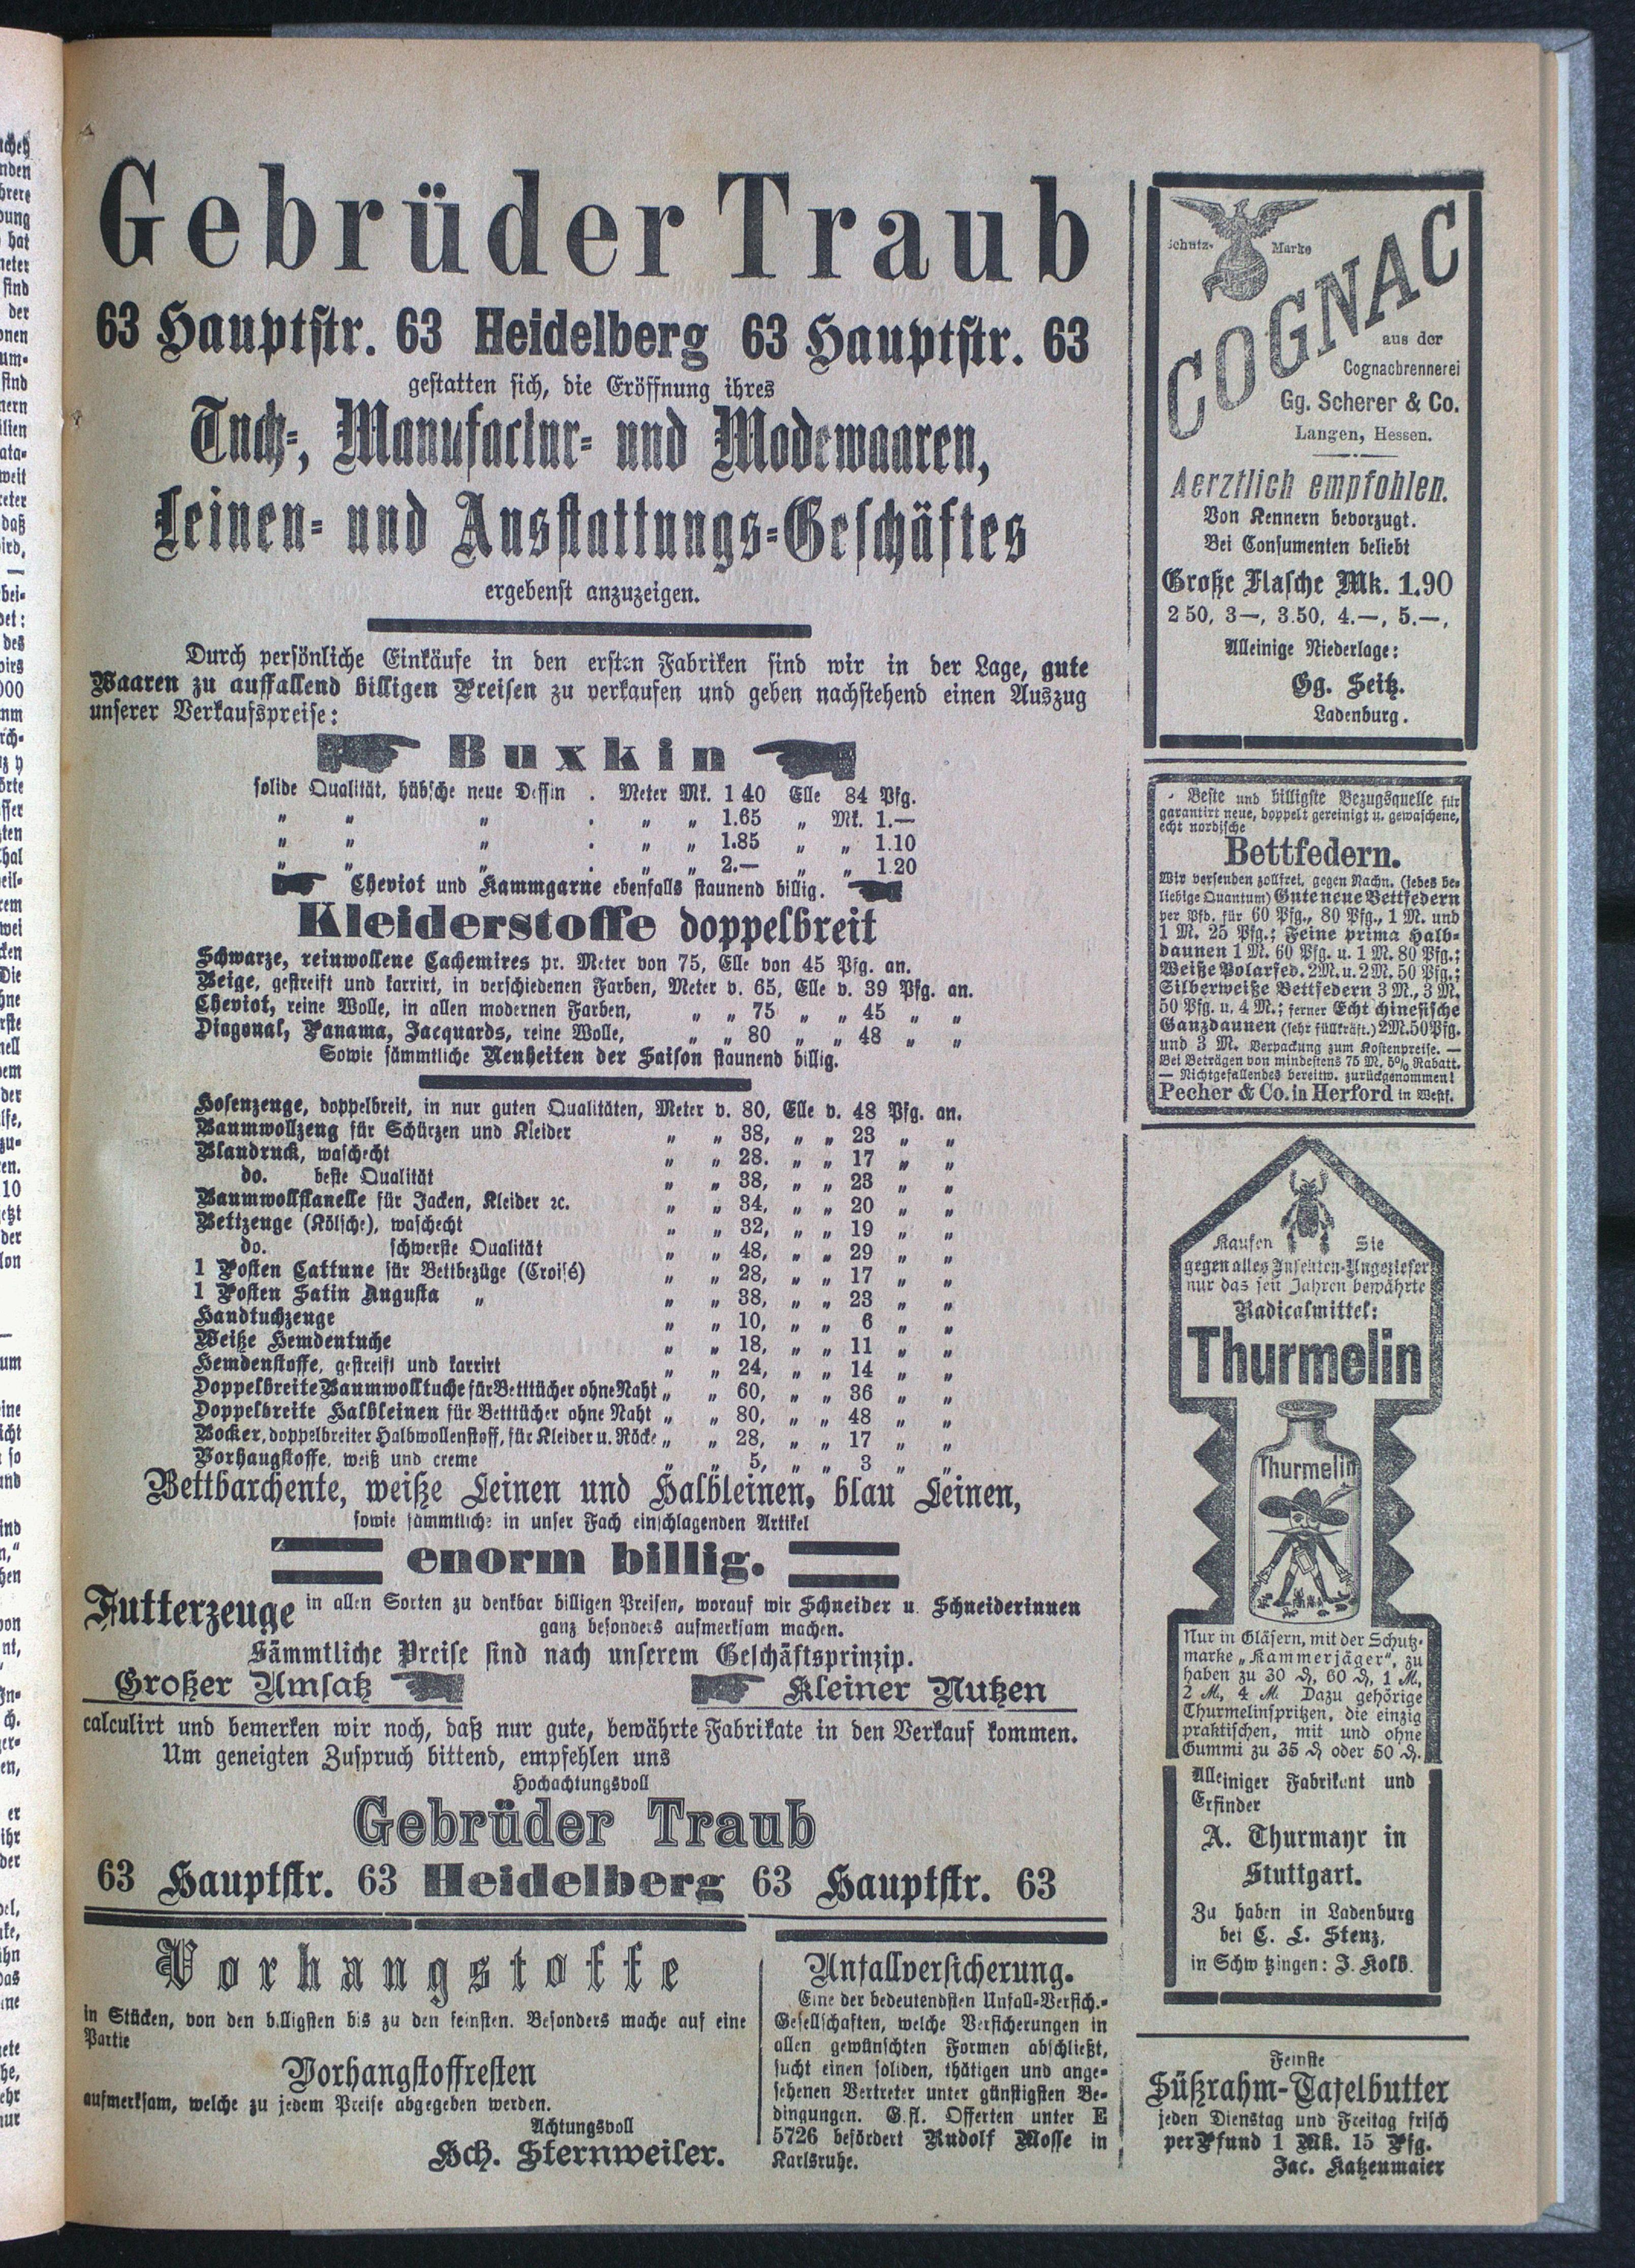 Gebrüder Traub
63 Hauptstr. 63 Heidelberg 63 Hauptstr. 63
gestatten sich, die Eröffnung ihres
Tuch-, Manufactur- und Modewaaren,
Leinen- und Ausstattungs-Geschäftes
ergebenst anzuzeigen.
Durch persönliche Einkäufe in den ersten Fabriken sind wir in der Lage, gute
Waaren zu auffallend billigen Preisen zu verkaufen und geben nachstehend einen Auszug
unserer Verkaufspreise:
Buxkin
solide Qualität, hübsche neue Dessin . Meter Mk. 1 40 Elle 84 Pfg.
„ „ „ . „ „ 1.65 „ Mk. 1.—
„ „ „ . „ „ 1.85 „ „ 1.10
„ „ „ . „ „ 2.— „ „ 1.20
Cheviot und Kammgarne ebenfalls staunend billig.
Kleiderstoffe doppelbreit
Schwarze, reinwollene Cachemires pr. Meter von 75, Elle von 45 Pfg. an.
Beige, gestreift und karrirt, in verschiedenen Farben, Meter v. 65, Elle v. 39 Pfg. an.
Cheviot, reine Wolle, in allen modernen Farben, „ „ 75 „ „ 45 „ „
Diagonal, Panama, Jacquards, reine Wolle, „ „ 80 „ „ 48 „ „
Sowie sämmtliche Neuheiten der Saison staunend billig.
Hosenzeuge, doppelbreit, in nur guten Qualitäten, Meter v. 80, Elle v. 48 Pfg. an.
Baumwollzeug für Schürzen und Kleider „ „ 38, „ „ 23 „ „
Blaudruck, waschecht „ „ 28. „ „ 17 „ „
do. beste Qualität „ „ 38, „ „ 23 „ „
Baumwollflanelle für Jacken, Kleider ꝛc. „ „ 34, „ „ 20 „ „
Bettzeuge (Kölsche), waschecht „ „ 32, „ „ 19 „ „
do. schwerste Qualität „ „ 48, „ „ 29 „ „
1 Posten Cattune für Bettbezüge (Croisé) „ „ 28, „ „ 17 „ „
1 Posten Satin Augusta „ „ „ 38, „ „ 23 „ „
Handtuchzeuge „ „ 10, „ „ 6 „ „
Weiße Hemdentuche „ „ 18, „ „ 11 „ „
Hemdenstoffe, gestreift und karrirt „ „ 24, „ „ 14 „ „
Doppelbreite Baumwolltuche für Betttücher ohne Naht „ „ 60, „ „ 36 „ „
Doppelbreite Halbleinen für Betttücher ohne Naht „ „ 80, „ „ 48 „ „
Bocker, doppelbreiter Halbwollenstoff, für Kleider u. Röcke „ „ 28, „ „ 17 „ „
Vorhangstoffe, weiß und creme „ „ 5, „ „ 3 „ „
Bettbarchente, weiße Leinen und Halbleinen, blau Leinen,
sowie sämmtliche in unser Fach einschlagenden Artikel
enorm billig.
Futterzeuge in allen Sorten zu denkbar billigen Preisen, worauf wir Schneider u. Schneiderinnen
ganz besonders aufmerksam machen.
Sämmtliche Preise sind nach unserem Geschäftsprinzip.
Großer Umsatz Kleiner Nutzen
calculirt und bemerken wir noch, daß nur gute, bewährte Fabrikate in den Verkauf kommen.
Um geneigten Zuspruch bittend, empfehlen uns
Hochachtungsvoll
Gebrüder Traub
63 Hauptstr. 63 Heidelberg 63 Hauptstr. 63
Vorhangstoffe
in Stücken, von den billigsten bis zu den feinsten. Besonders mache auf eine
Partie
Vorhangstoffresten
aufmerksam, welche zu jedem Preise abgegeben werden.
Achtungsvoll
Hch. Sternweiler.
Unfallversicherung.
Eine der bedeutendsten Unfall-Versich.-
Gesellschaften, welche Versicherungen in
allen gewünschten Formen abschließt,
sucht einen soliden, thätigen und ange-
sehenen Vertreter unter günstigsten Be-
dingungen. G.fl. Offerten unter E
5726 befördert Rudolf Mosse in
Karlsruhe.
Schutz- Marke
COGNAC
aus der
Cognacbrennerei
Gg. Scherer & Co.
Langen, Hessen.
Aerztlich empfohlen.
Von Kennern bevorzugt.
Bei Consumenten beliebt
Große Flasche Mk. 1.90
2 50, 3—, 3.50, 4.—, 5.—,
Alleinige Niederlage:
Gg. Seitz.
Ladenburg.
Beste und billigste Bezugsquelle für
garantirt neue, doppelt gereinigt u. gewaschene,
echt nordische
Bettfedern.
Wir versenden zollfrei, gegen Nachn. (jedes be-
liebige Quantum) Gute neue Bettfedern
per Pfd. für 60 Pfg., 80 Pfg., 1 M. und
1 M. 25 Pfg.; Feine prima Halb-
daunen 1 M. 60 Pfg. u. 1 M. 80 Pfg.;
Weiße Polarfed. 2 M. u. 2 M. 50 Pfg.;
Silberweiße Bettfedern 3 M., 3 M.
50 Pfg. u. 4 M.; ferner Echt chinesische
Ganzdaunen (sehr füllkräft.) 2 M. 50 Pfg.
und 3 M. Verpackung zum Kostenpreise. —
Bei Beträgen von mindestens 75 M. 5% Rabatt.
— Nichtgefallendes bereitw. zurückgenommen!
Pecher & Co. in Herford in Westf.
Kaufen Sie
gegen alles Insekten-Ungeziefer
nur das seit Jahren bewährte
Radicalmittel:
Thurmelin
Thurmelin
Nur in Gläsern, mit der Schutz-
marke „Kammerjäger“, zu
haben zu 30 ₰, 60 ₰, 1 M.,
2 M., 4 M. Dazu gehörige
Thurmelinspritzen, die einzig
praktischen, mit und ohne
Gummi zu 35 ₰ oder 50 ₰.
Alleiniger Fabrikant und
Erfinder
A. Thurmayr in
Stuttgart.
Zu haben in Ladenburg
bei C. L. Stenz,
in Schw tzingen: J. Kolb.
Feinste
Süßrahm-Tafelbutter
jeden Dienstag und Freitag frisch
per Pfund 1 Mk. 15 Pfg.
Jac. Katzenmaier